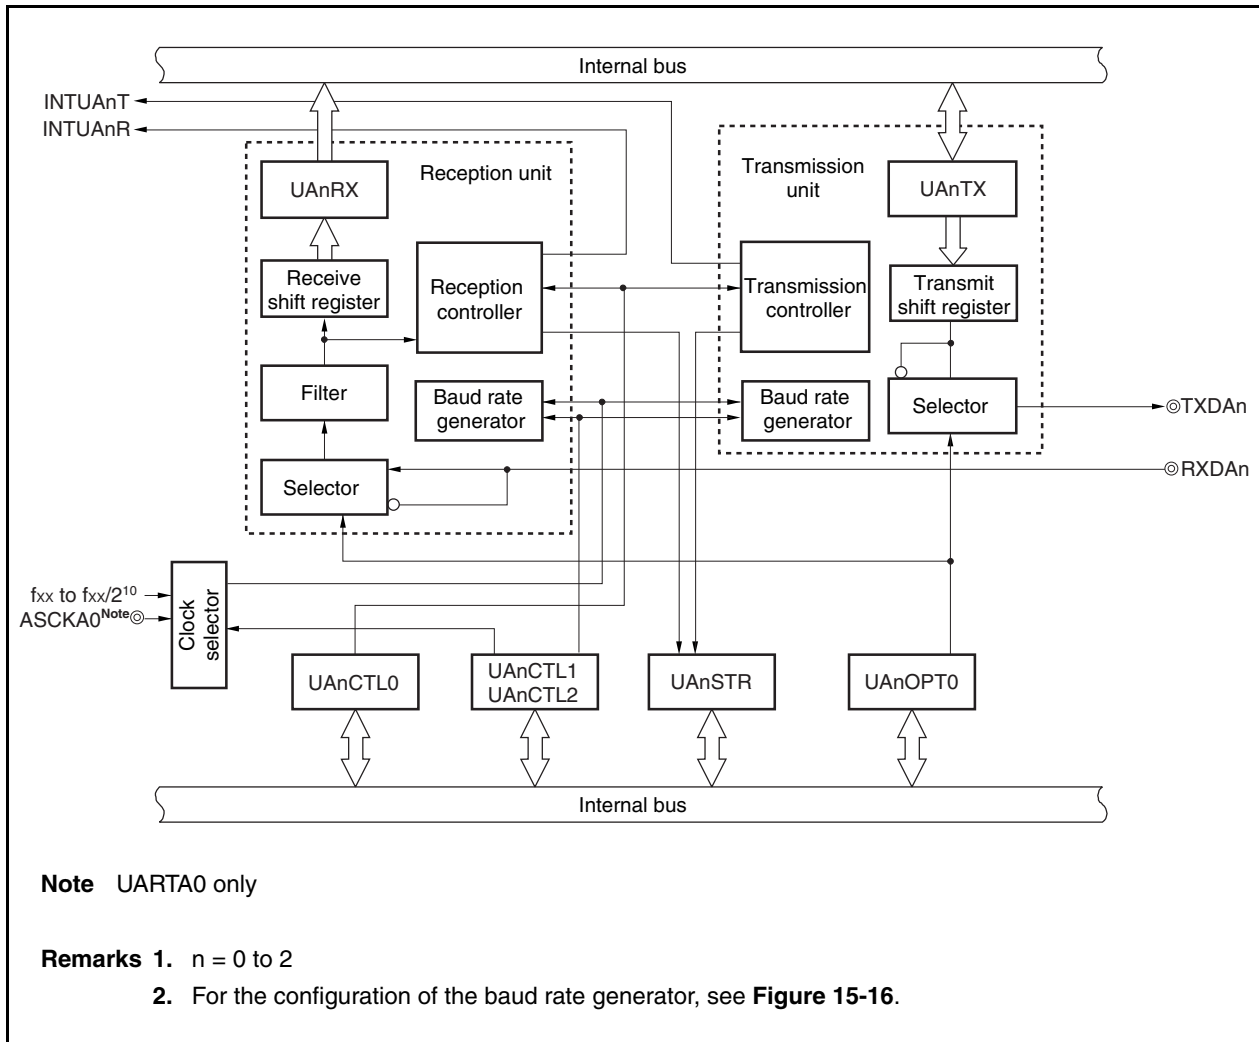 Internal bus
INTUAnT
INTUAnR
Reception unit
UAnRX
Receive
shift register
Reception
controller
Filter
Baud rate
generator
Selector
Transmission
unit
UAnTX
Transmission
controller
Transmit
shift register
Baud rate
generator
Selector
TXDAn
RXDAn
fxx to fxx/2¹⁰
ASCKA0Note
Clock
selector
UAnCTL0
UAnCTL1
UAnCTL2
UAnSTR
UAnOPT0
Internal bus
Note UARTA0 only
Remarks 1. n = 0 to 2
2. For the configuration of the baud rate generator, see Figure 15-16.